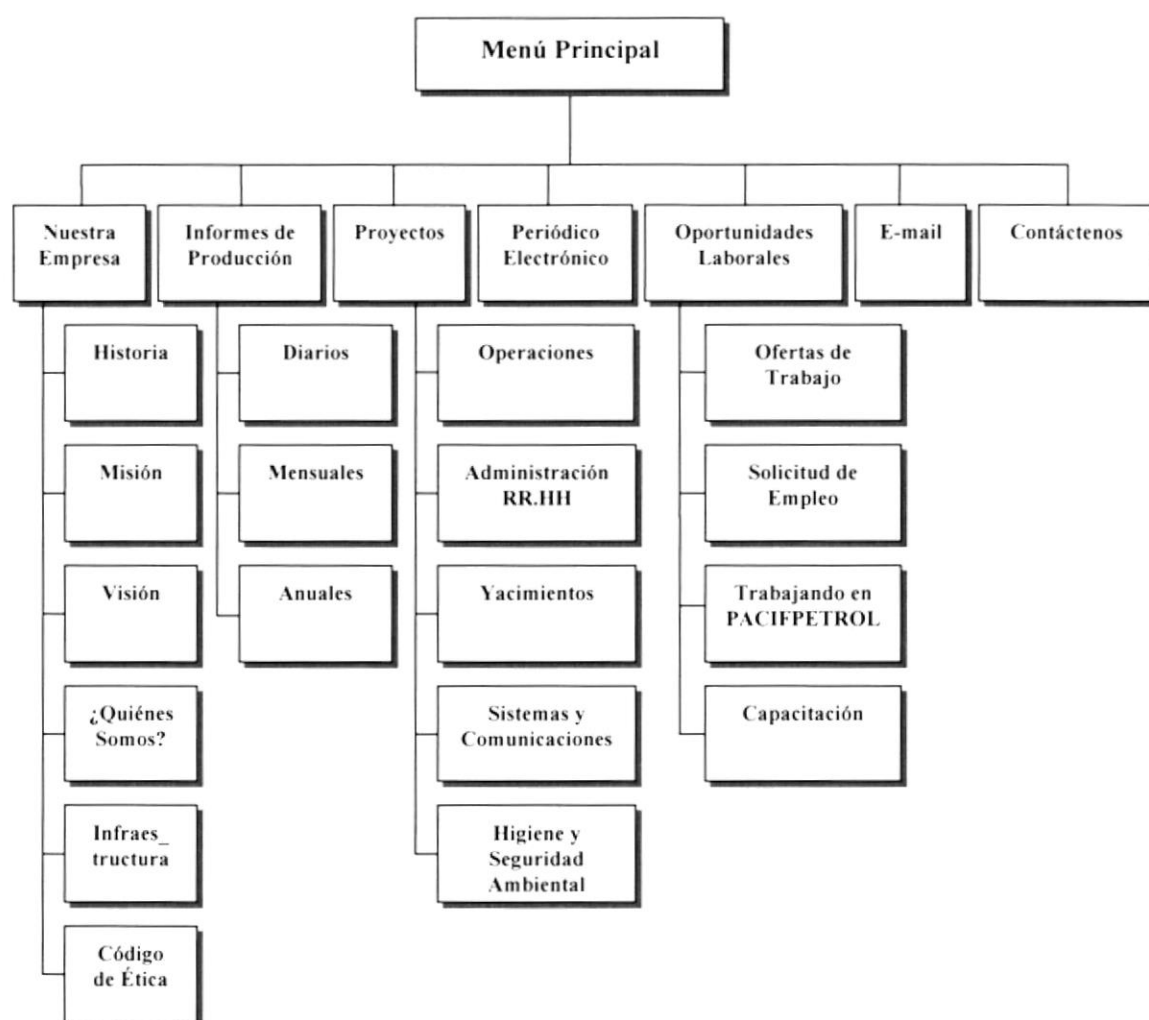 Menú Principal
Nuestra
Empresa
Informes de
Producción
Proyectos
Periódico
Electrónico
Oportunidades
Laborales
E-mail
Contáctenos
Historia
Misión
Visión
¿Quiénes
Somos?
Infraes_
tructura
Código
de Ética
Diarios
Mensuales
Anuales
Operaciones
Administración
RR.HH
Yacimientos
Sistemas y
Comunicaciones
Higiene y
Seguridad
Ambiental
Ofertas de
Trabajo
Solicitud de
Empleo
Trabajando en
PACIFPETROL
Capacitación